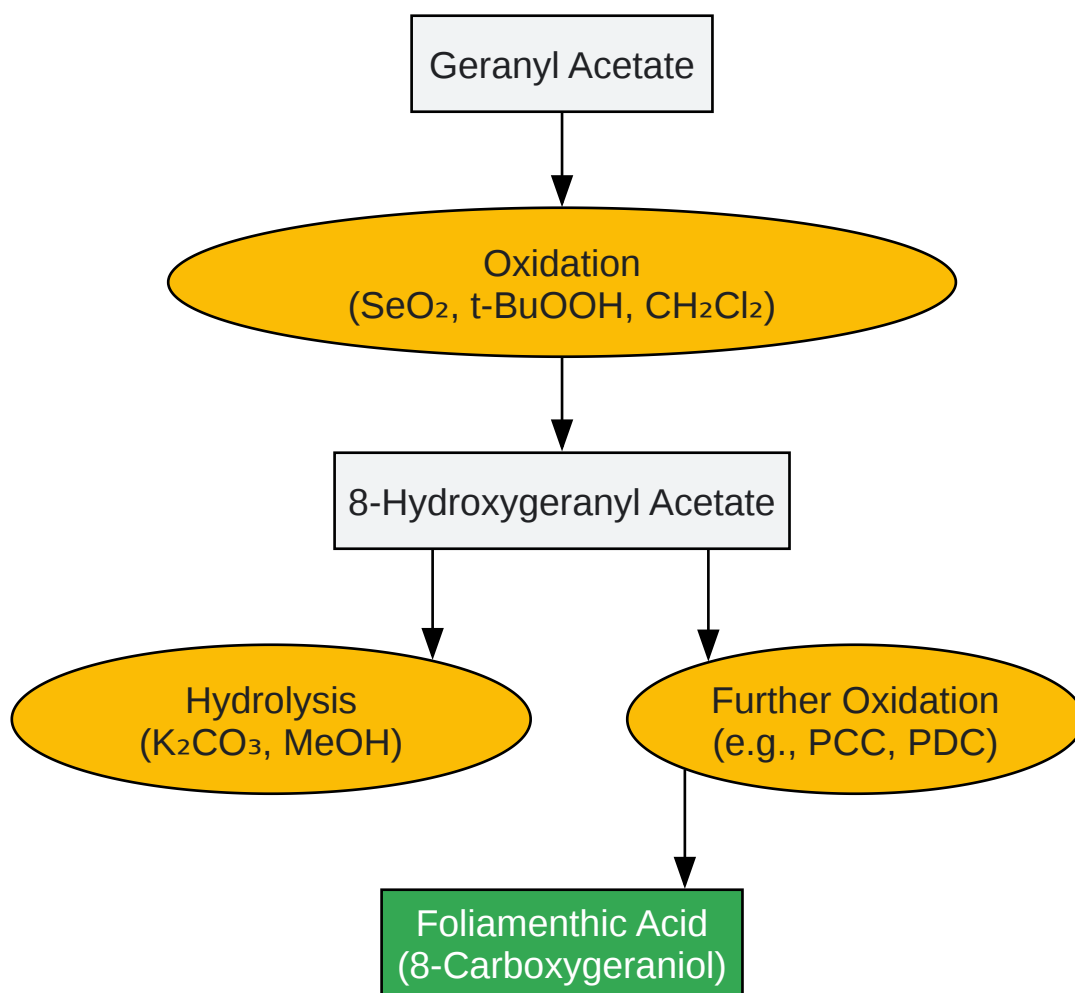 Geranyl Acetate
Oxidation
(SeO₂, t-BuOOH, CH₂Cl₂)
8-Hydroxygeranyl Acetate
Hydrolysis
(K₂CO₃, MeOH)
Further Oxidation
(e.g., PCC, PDC)
Foliamenthic Acid
(8-Carboxygeraniol)